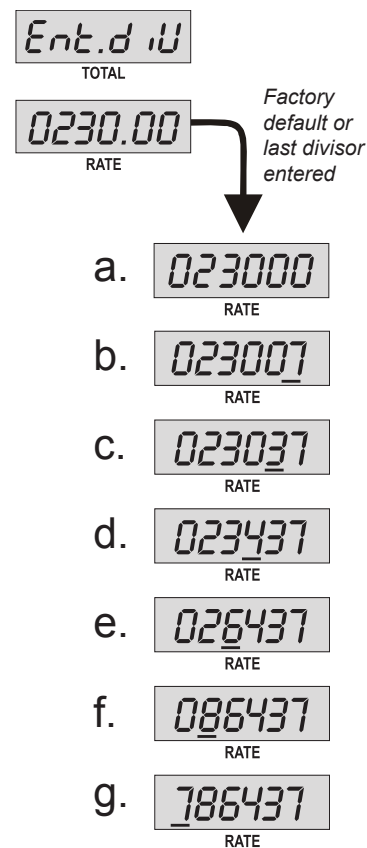 Ent.d iU
TOTAL
0230.00
RATE
Factory
default or
last divisor
entered
a. 023000
RATE
b. 023007
RATE
c. 023037
RATE
d. 023437
RATE
e. 026437
RATE
f. 086437
RATE
g. 786437
RATE